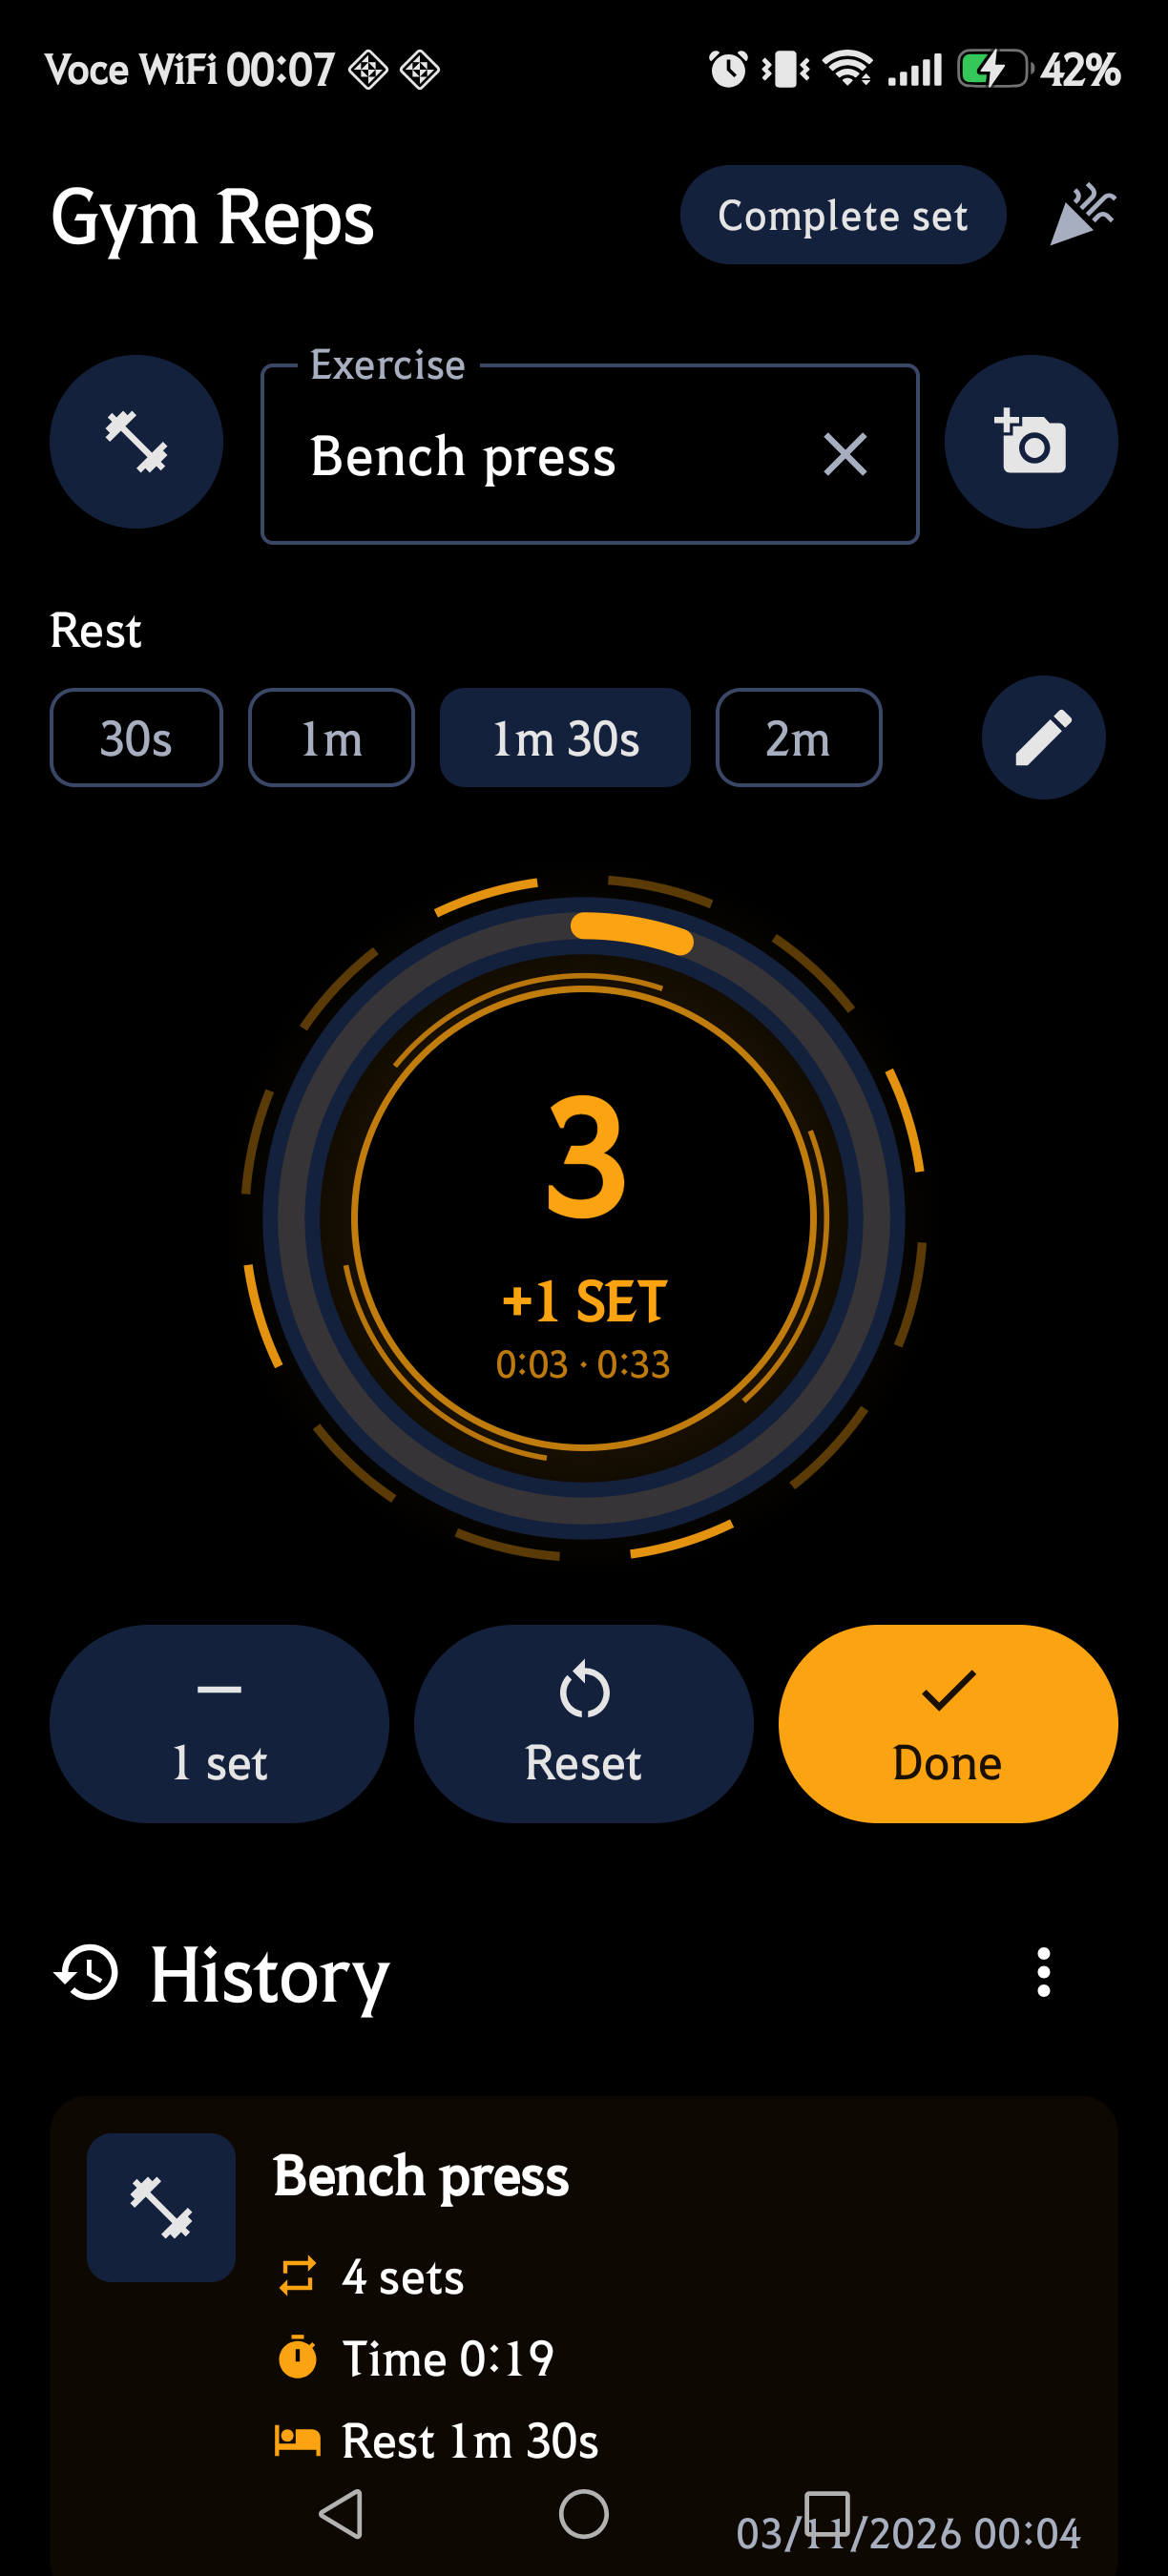 Voce WiFi 00:07 42%
Gym Reps
Complete set
Exercise
Bench press
Rest
30s 1m 1m 30s 2m
3
+1 SET
0:03 · 0:33
1 set Reset Done
History
Bench press
4 sets
Time 0:19
Rest 1m 30s
03/11/2026 00:04